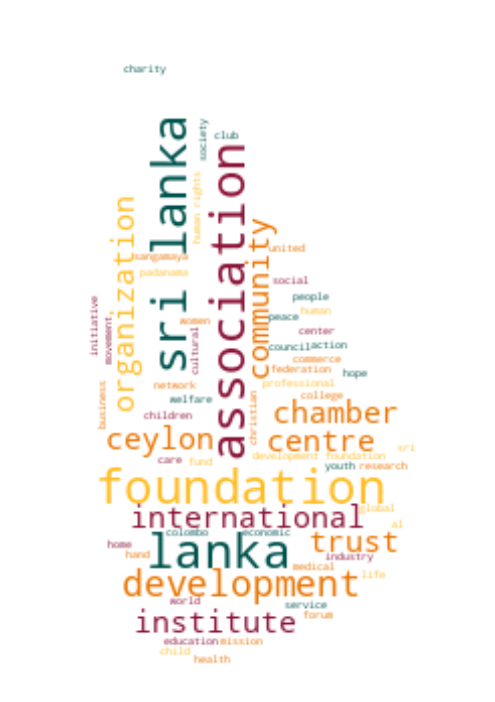 charity
sri lanka
society
club
association
human rights
organization
community
united
sangamaya
padanama
social
people
human
peace
initiative
movement
women
cultural
center
council
action
commerce
federation
hope
network
professional
business
welfare
college
children
christian
chamber
ceylon
centre
sri
care
fund
development foundation
youth
research
foundation
global
international
al
colombo
economic
trust
home
lanka
hand
industry
medical
life
development
world
service
forum
institute
education
mission
child
health